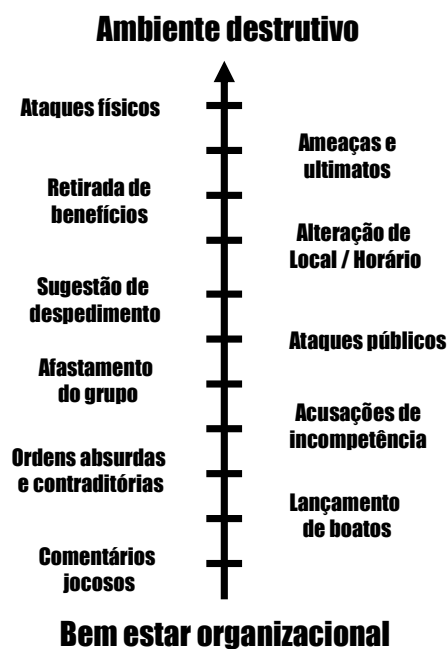 Ambiente destrutivo
Ataques físicos
Ameaças e
ultimatos
Retirada de
benefícios
Alteração de
Local / Horário
Sugestão de
despedimento
Ataques públicos
Afastamento
do grupo
Acusações de
incompetência
Ordens absurdas
e contraditórias
Lançamento
de boatos
Comentários
jocosos
Bem estar organizacional